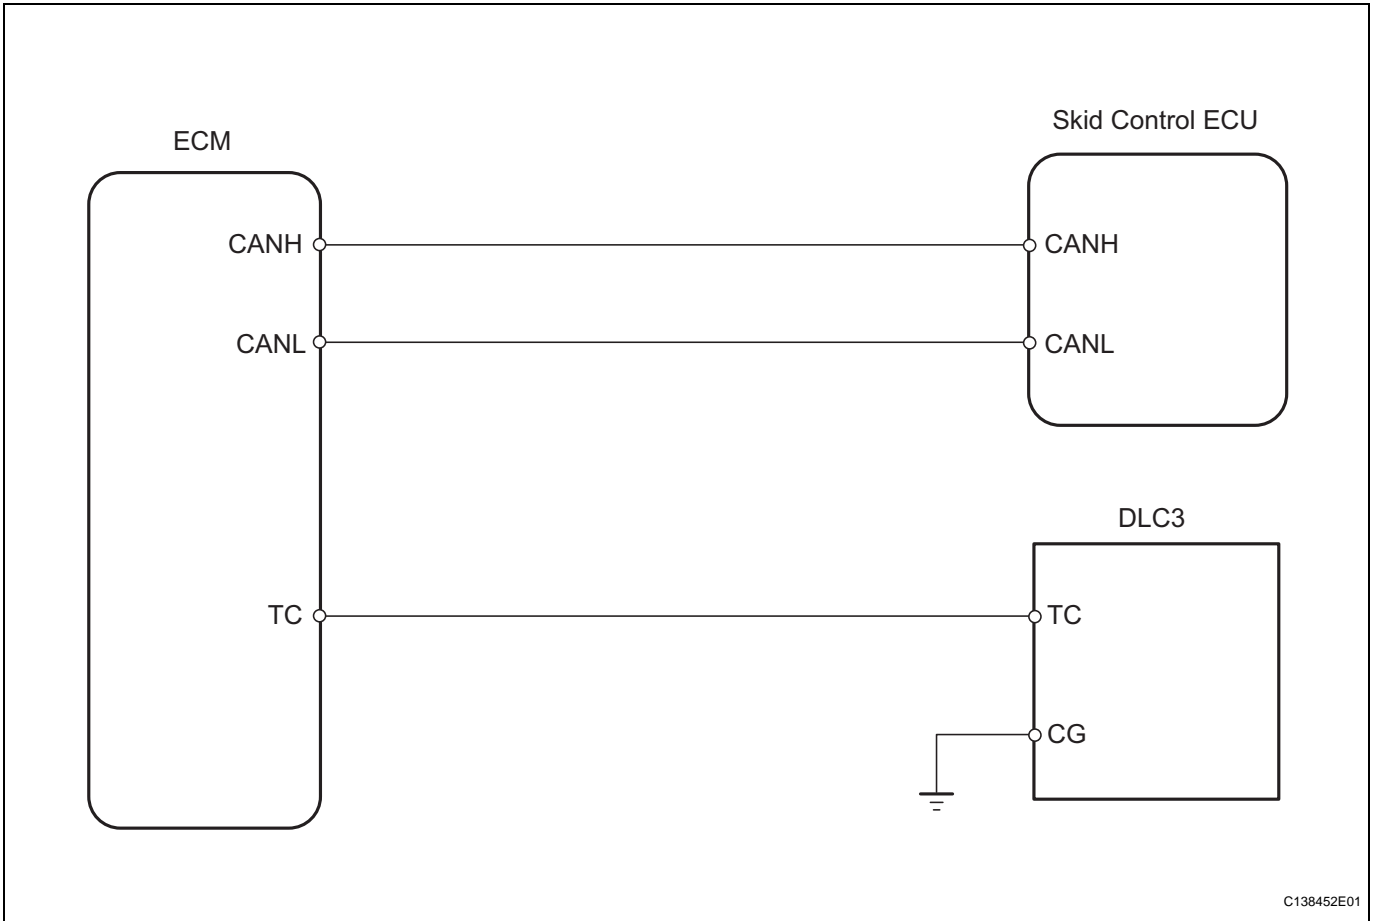 Skid Control ECU
ECM
CANH CANH
CANL CANL
DLC3
TC TC
CG
C138452E01